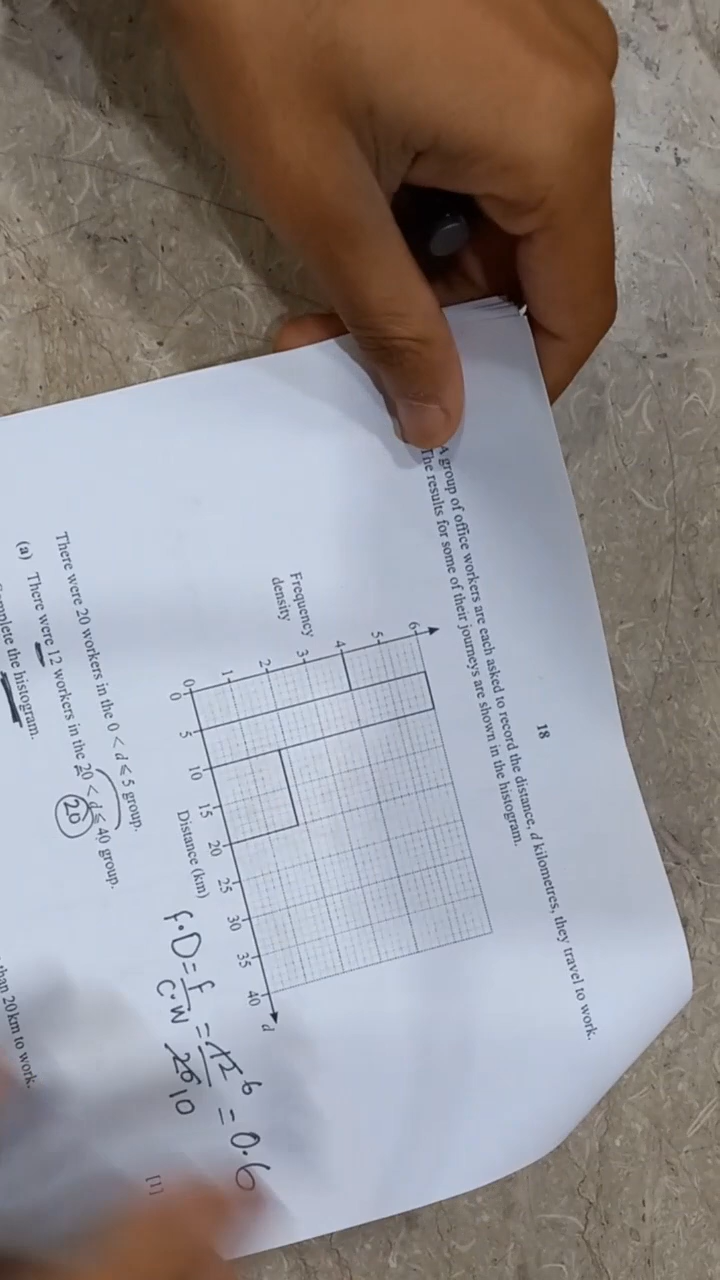 18
A group of office workers are each asked to record the distance, d kilometres, they travel to work.
The results for some of their journeys are shown in the histogram.
6
5
4
Frequency
density
3
2
1
0
0 5 10 15 20 25 30 35 40 d
Distance (km)
There were 20 workers in the 0 < d ⩽ 5 group.
(a) There were 12 workers in the 20 < d ⩽ 40 group.
20
the histogram.
[1]
F.D = f/C.W = 12/20 6/10 = 0.6
than 20 km to work.